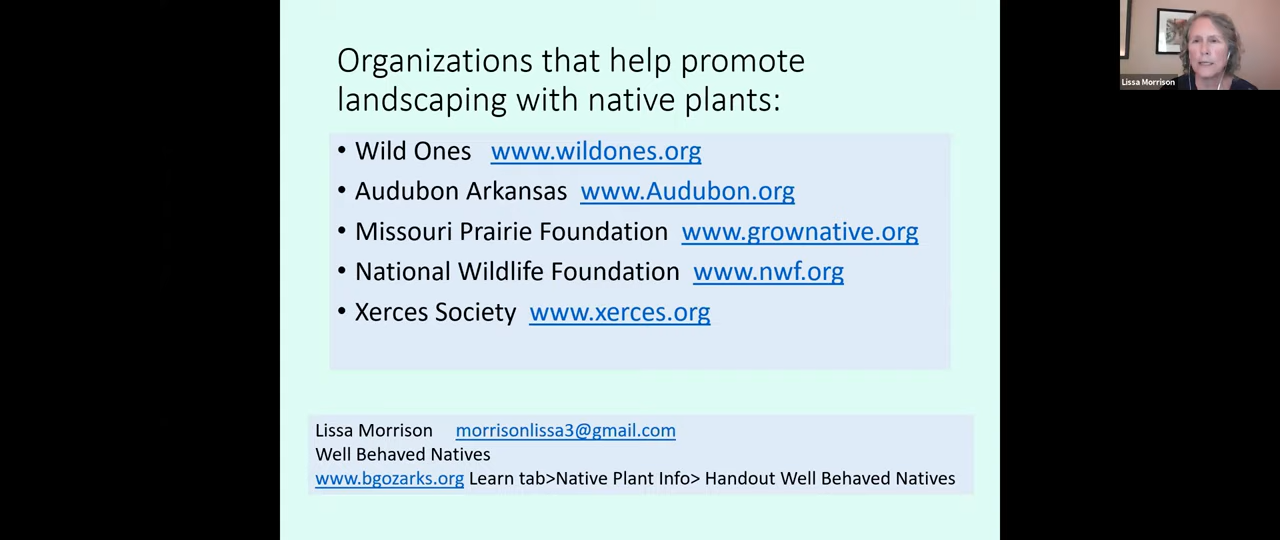 Organizations that help promote
landscaping with native plants:
• Wild Ones www.wildones.org
• Audubon Arkansas www.Audubon.org
• Missouri Prairie Foundation www.grownative.org
• National Wildlife Foundation www.nwf.org
• Xerces Society www.xerces.org
Lissa Morrison morrisonlissa3@gmail.com
Well Behaved Natives
www.bgozarks.org Learn tab>Native Plant Info> Handout Well Behaved Natives
Lissa Morrison